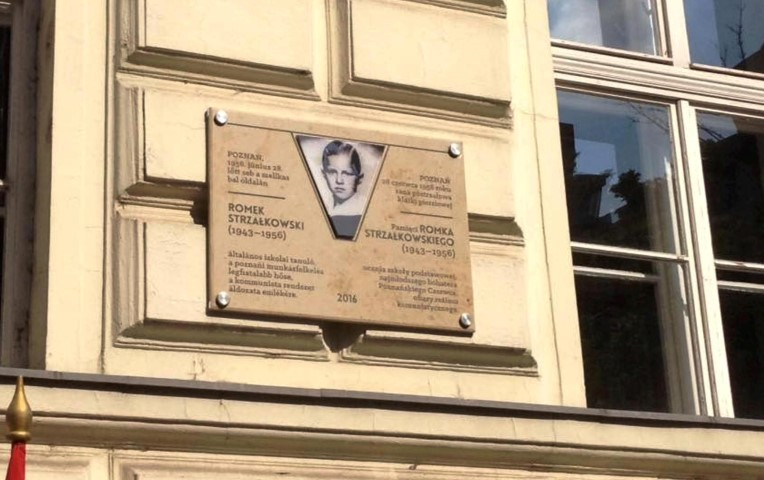 POZNAŃ,
1956. június 28.
lőtt seb a mellkas
bal oldalán
ROMEK
STRZAŁKOWSKI
(1943–1956)
általános iskolai tanuló,
a poznańi munkásfelkelés
legfiatalabb hőse,
a kommunista rendszer
áldozata emlékére.
2016
POZNAŃ
28 czerwca 1956 roku
rana postrzałowa
klatki piersiowej
Pamięci ROMKA
STRZAŁKOWSKIEGO
(1943–1956)
ucznia szkoły podstawowej,
najmłodszego bohatera
Poznańskiego Czerwca,
ofiary reżimu
komunistycznego.